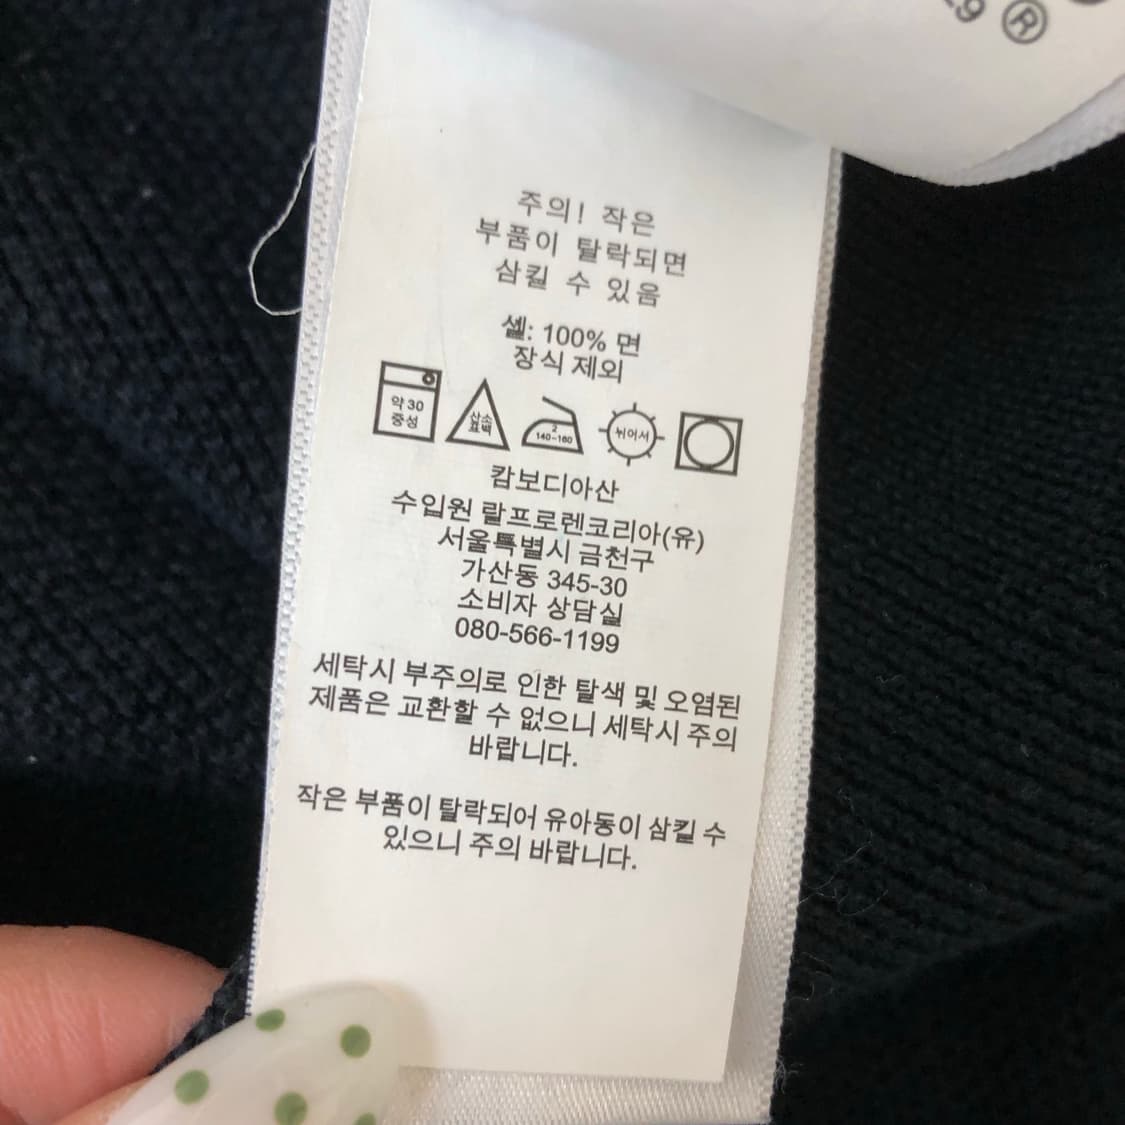 29 ®
주의! 작은
부품이 탈락되면
삼킬 수 있음
셸: 100% 면
장식 제외
약 30
중성
산소
표백
2
140~160
뉘어서
캄보디아산
수입원 랄프로렌코리아(유)
서울특별시 금천구
가산동 345-30
소비자 상담실
080-566-1199
세탁시 부주의로 인한 탈색 및 오염된
제품은 교환할 수 없으니 세탁시 주의
바랍니다.
작은 부품이 탈락되어 유아동이 삼킬 수
있으니 주의 바랍니다.